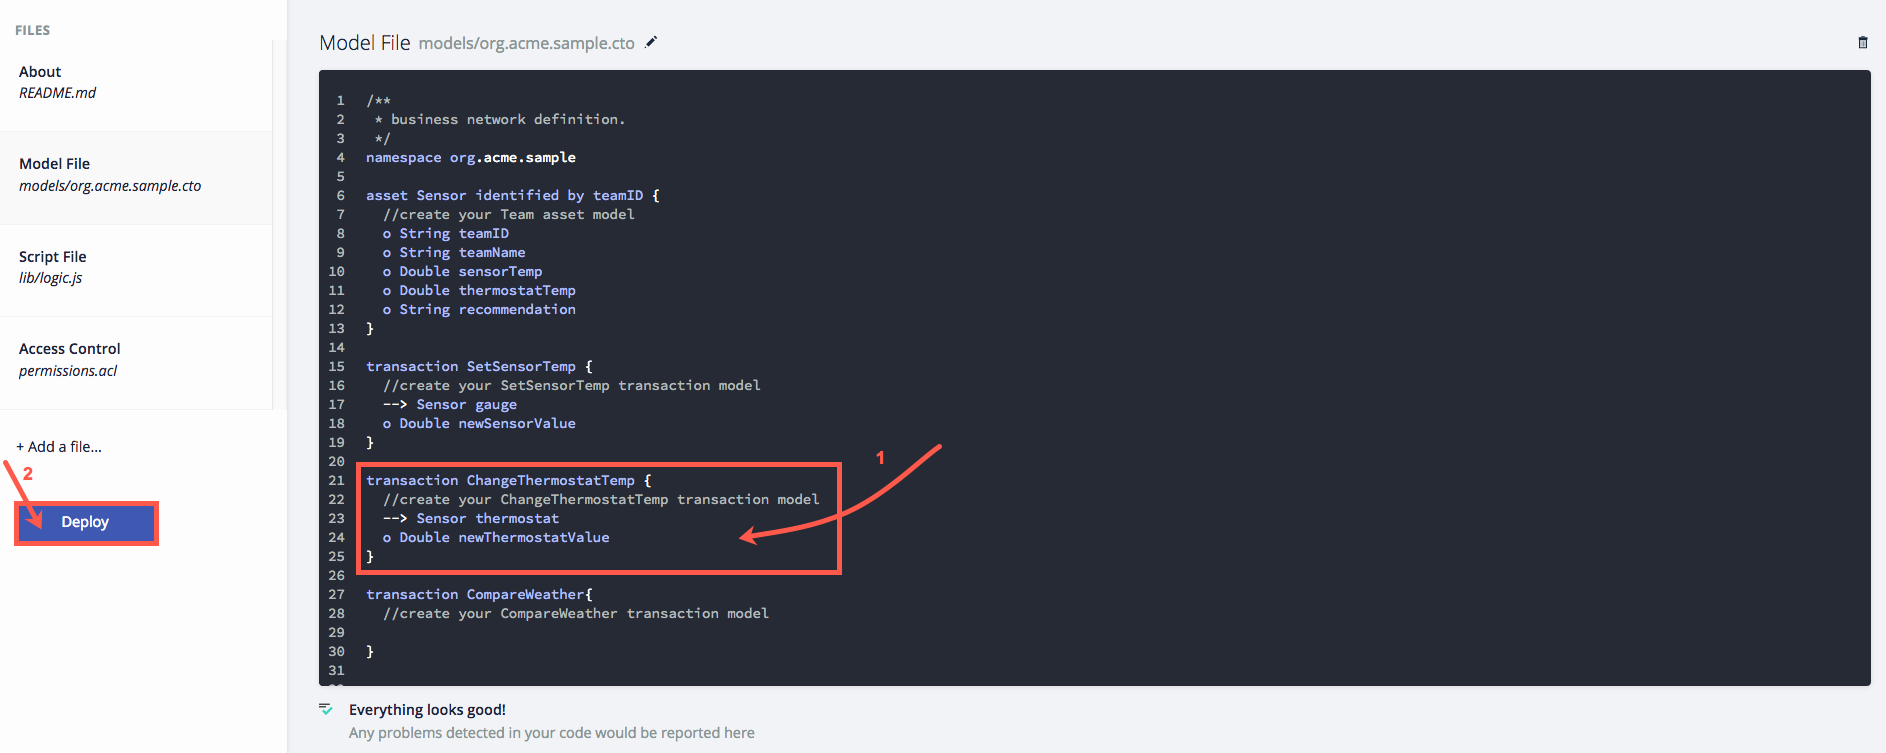 FILES
About
README.md
Model File
models/org.acme.sample.cto
Script File
lib/logic.js
Access Control
permissions.acl
+ Add a file...
2
Deploy
Model File models/org.acme.sample.cto
1 /**
2 * business network definition.
3 */
4 namespace org.acme.sample
5
6 asset Sensor identified by teamID {
7 //create your Team asset model
8 o String teamID
9 o String teamName
10 o Double sensorTemp
11 o Double thermostatTemp
12 o String recommendation
13 }
14
15 transaction SetSensorTemp {
16 //create your SetSensorTemp transaction model
17 --> Sensor gauge
18 o Double newSensorValue
19 }
20
1
21 transaction ChangeThermostatTemp {
22 //create your ChangeThermostatTemp transaction model
23 --> Sensor thermostat
24 o Double newThermostatValue
25 }
26
27 transaction CompareWeather{
28 //create your CompareWeather transaction model
29
30 }
31
Everything looks good!
Any problems detected in your code would be reported here